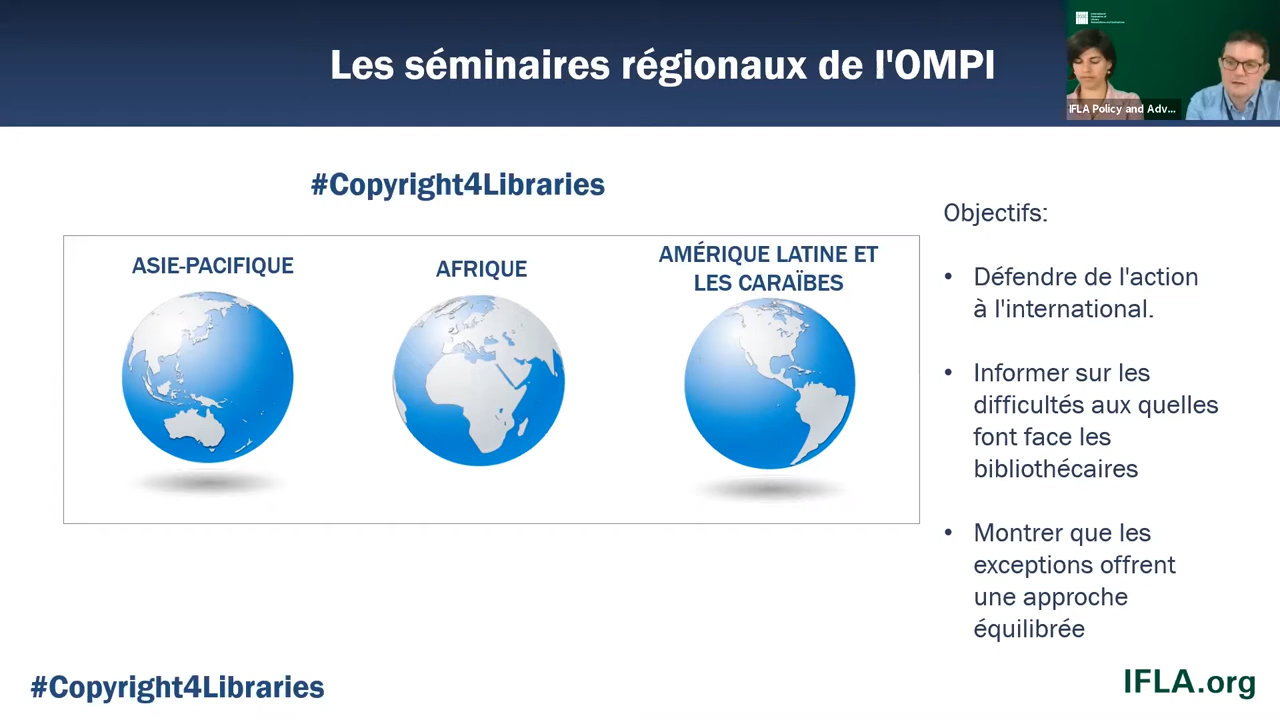 Les séminaires régionaux de l'OMPI
IFLA Policy and Adv...
#Copyright4Libraries
ASIE-PACIFIQUE
AFRIQUE
AMÉRIQUE LATINE ET
LES CARAÏBES
Objectifs:
• Défendre de l'action
à l'international.
• Informer sur les
difficultés aux quelles
font face les
bibliothécaires
• Montrer que les
exceptions offrent
une approche
équilibrée
#Copyright4Libraries
IFLA.org